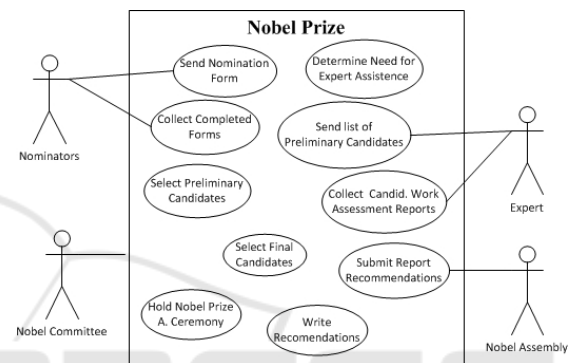 Nobel Prize
Send Nomination
Form
Determine Need for
Expert Assistence
Collect Completed
Forms
Send list of
Preliminary Candidates
Nominators
Select Preliminary
Candidates
Collect Candid. Work
Assessment Reports
Expert
Select Final
Candidates
Submit Report
Recommendations
Nobel Committee
Hold Nobel Prize
A. Ceremony
Write
Recomendations
Nobel Assembly